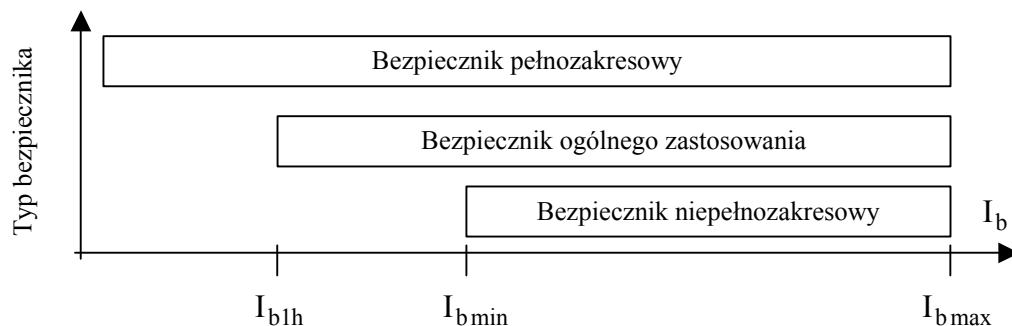 Typ bezpiecznika
Bezpiecznik pełnozakresowy
Bezpiecznik ogólnego zastosowania
Bezpiecznik niepełnozakresowy
I_b
I_b1h
I_b min
I_b max